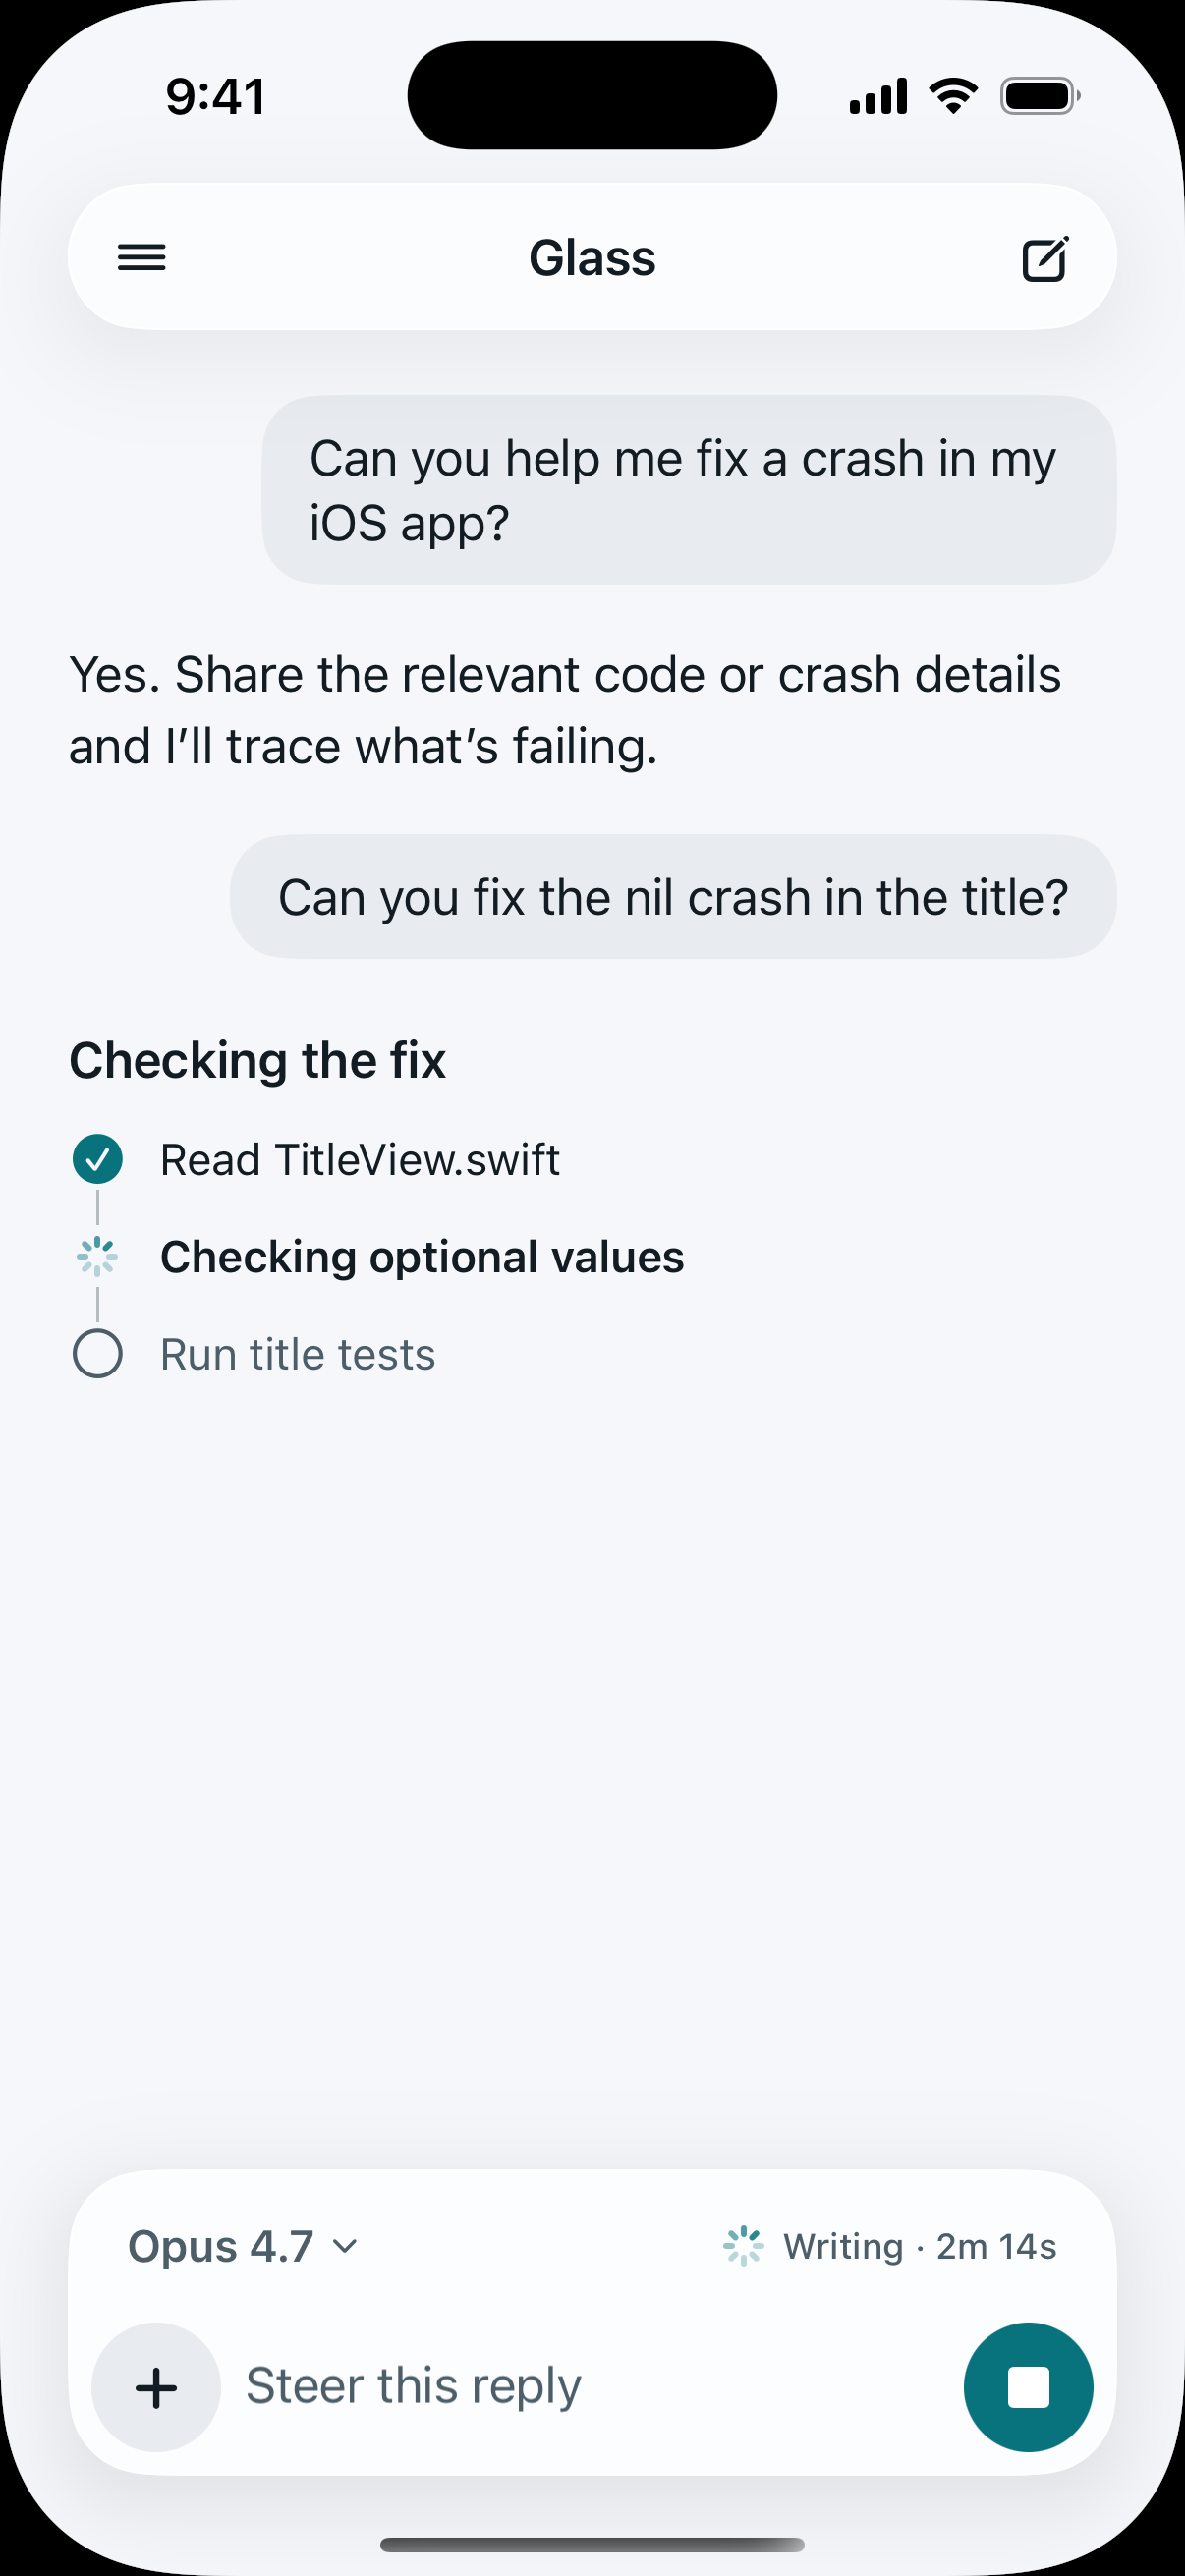 9:41
Glass
Can you help me fix a crash in my
iOS app?
Yes. Share the relevant code or crash details
and I’ll trace what’s failing.
Can you fix the nil crash in the title?
Checking the fix
Read TitleView.swift
Checking optional values
Run title tests
Opus 4.7
Writing · 2m 14s
Steer this reply